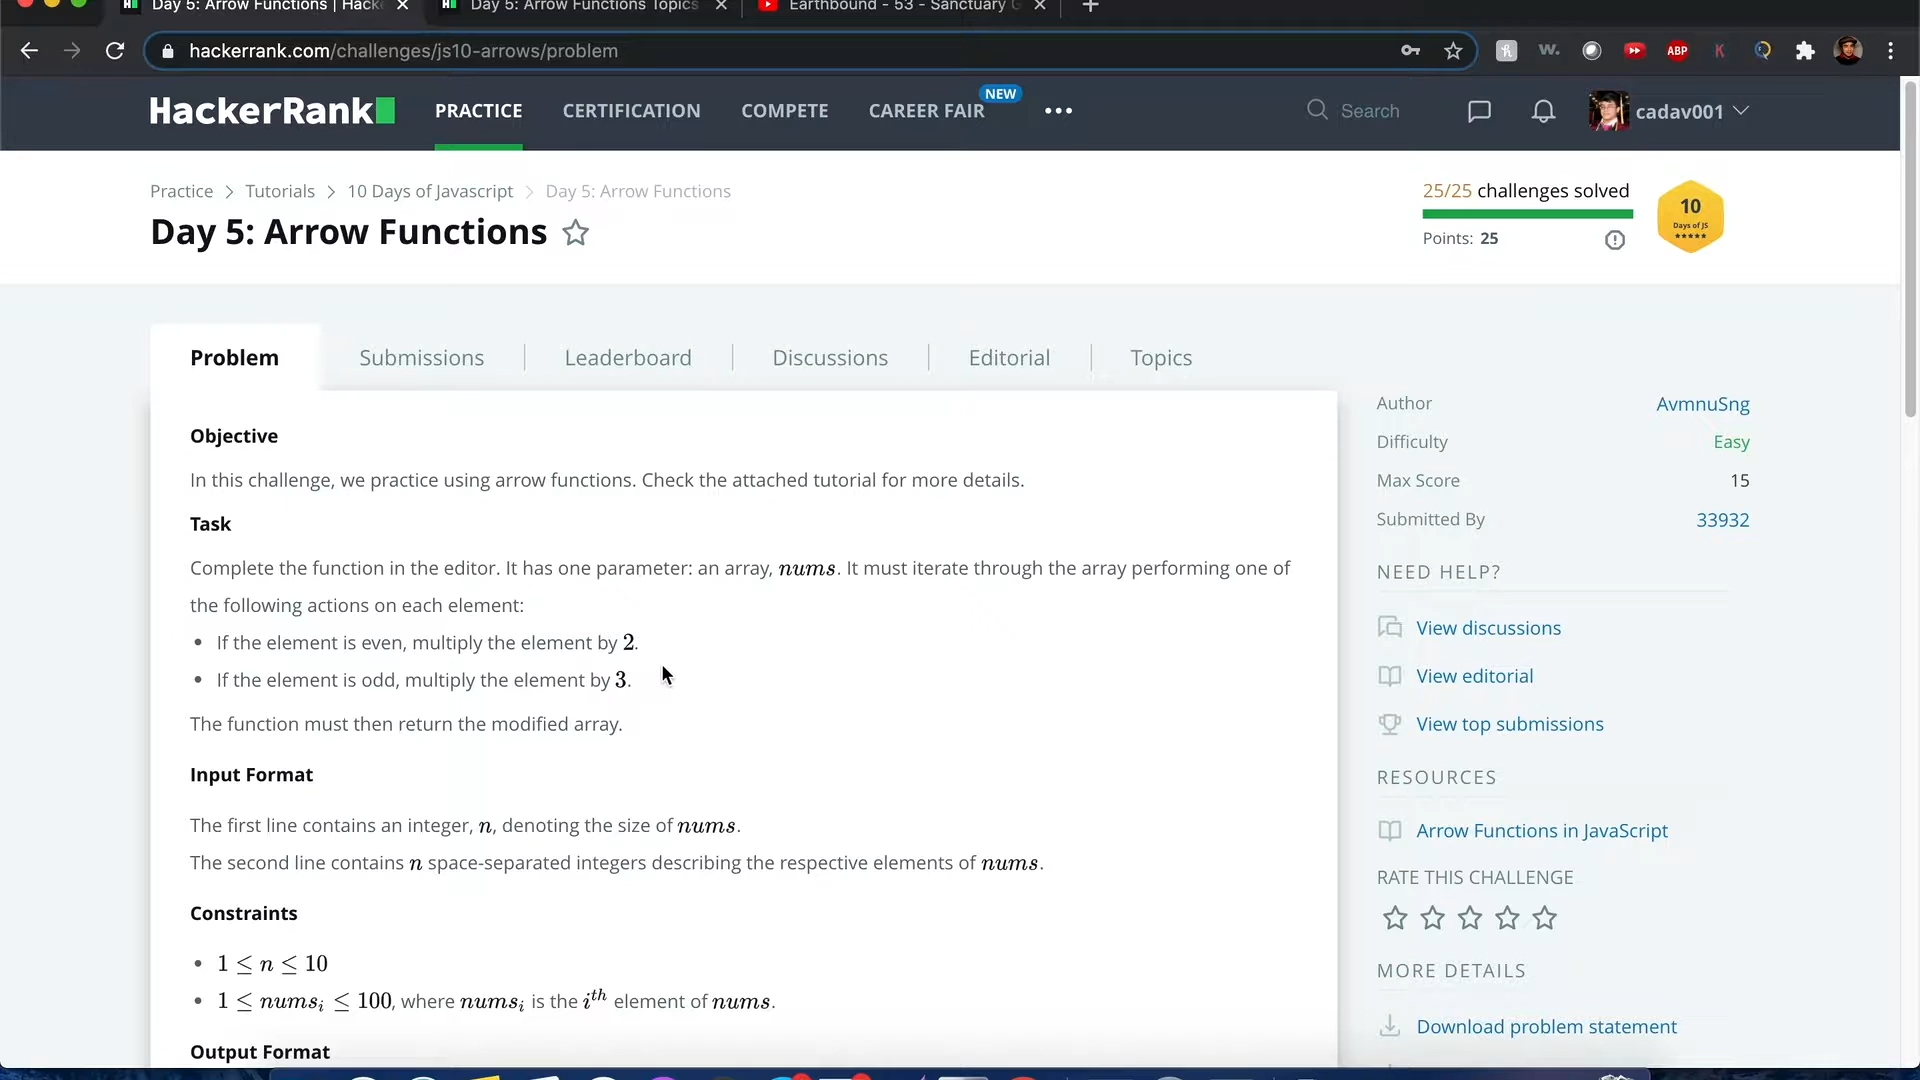 Day 5: Arrow Functions | Hacke
Day 5: Arrow Functions Topics
Earthbound - 53 - Sanctuary G
hackerrank.com/challenges/js10-arrows/problem
ABP
HackerRank
PRACTICE
CERTIFICATION
COMPETE
CAREER FAIR
NEW
Search
cadav001
Practice > Tutorials > 10 Days of Javascript > Day 5: Arrow Functions
Day 5: Arrow Functions
25/25 challenges solved
Points: 25
10
Days of JS
Problem
Submissions
Leaderboard
Discussions
Editorial
Topics
Objective
In this challenge, we practice using arrow functions. Check the attached tutorial for more details.
Task
Complete the function in the editor. It has one parameter: an array, nums. It must iterate through the array performing one of
the following actions on each element:
• If the element is even, multiply the element by 2.
• If the element is odd, multiply the element by 3.
The function must then return the modified array.
Input Format
The first line contains an integer, n, denoting the size of nums.
The second line contains n space-separated integers describing the respective elements of nums.
Constraints
• 1 ≤ n ≤ 10
• 1 ≤ nums_i ≤ 100, where nums_i is the i^th element of nums.
Output Format
Author AvmnuSng
Difficulty Easy
Max Score 15
Submitted By 33932
NEED HELP?
View discussions
View editorial
View top submissions
RESOURCES
Arrow Functions in JavaScript
RATE THIS CHALLENGE
MORE DETAILS
Download problem statement